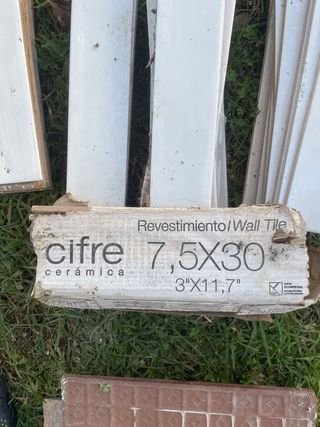 Revestimiento/Wall Tile
cifre
cerámica
7,5X30
3"X11,7"